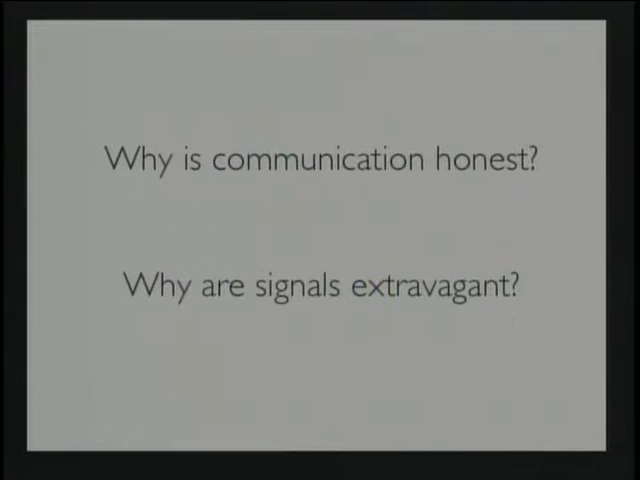 Why is communication honest?
Why are signals extravagant?